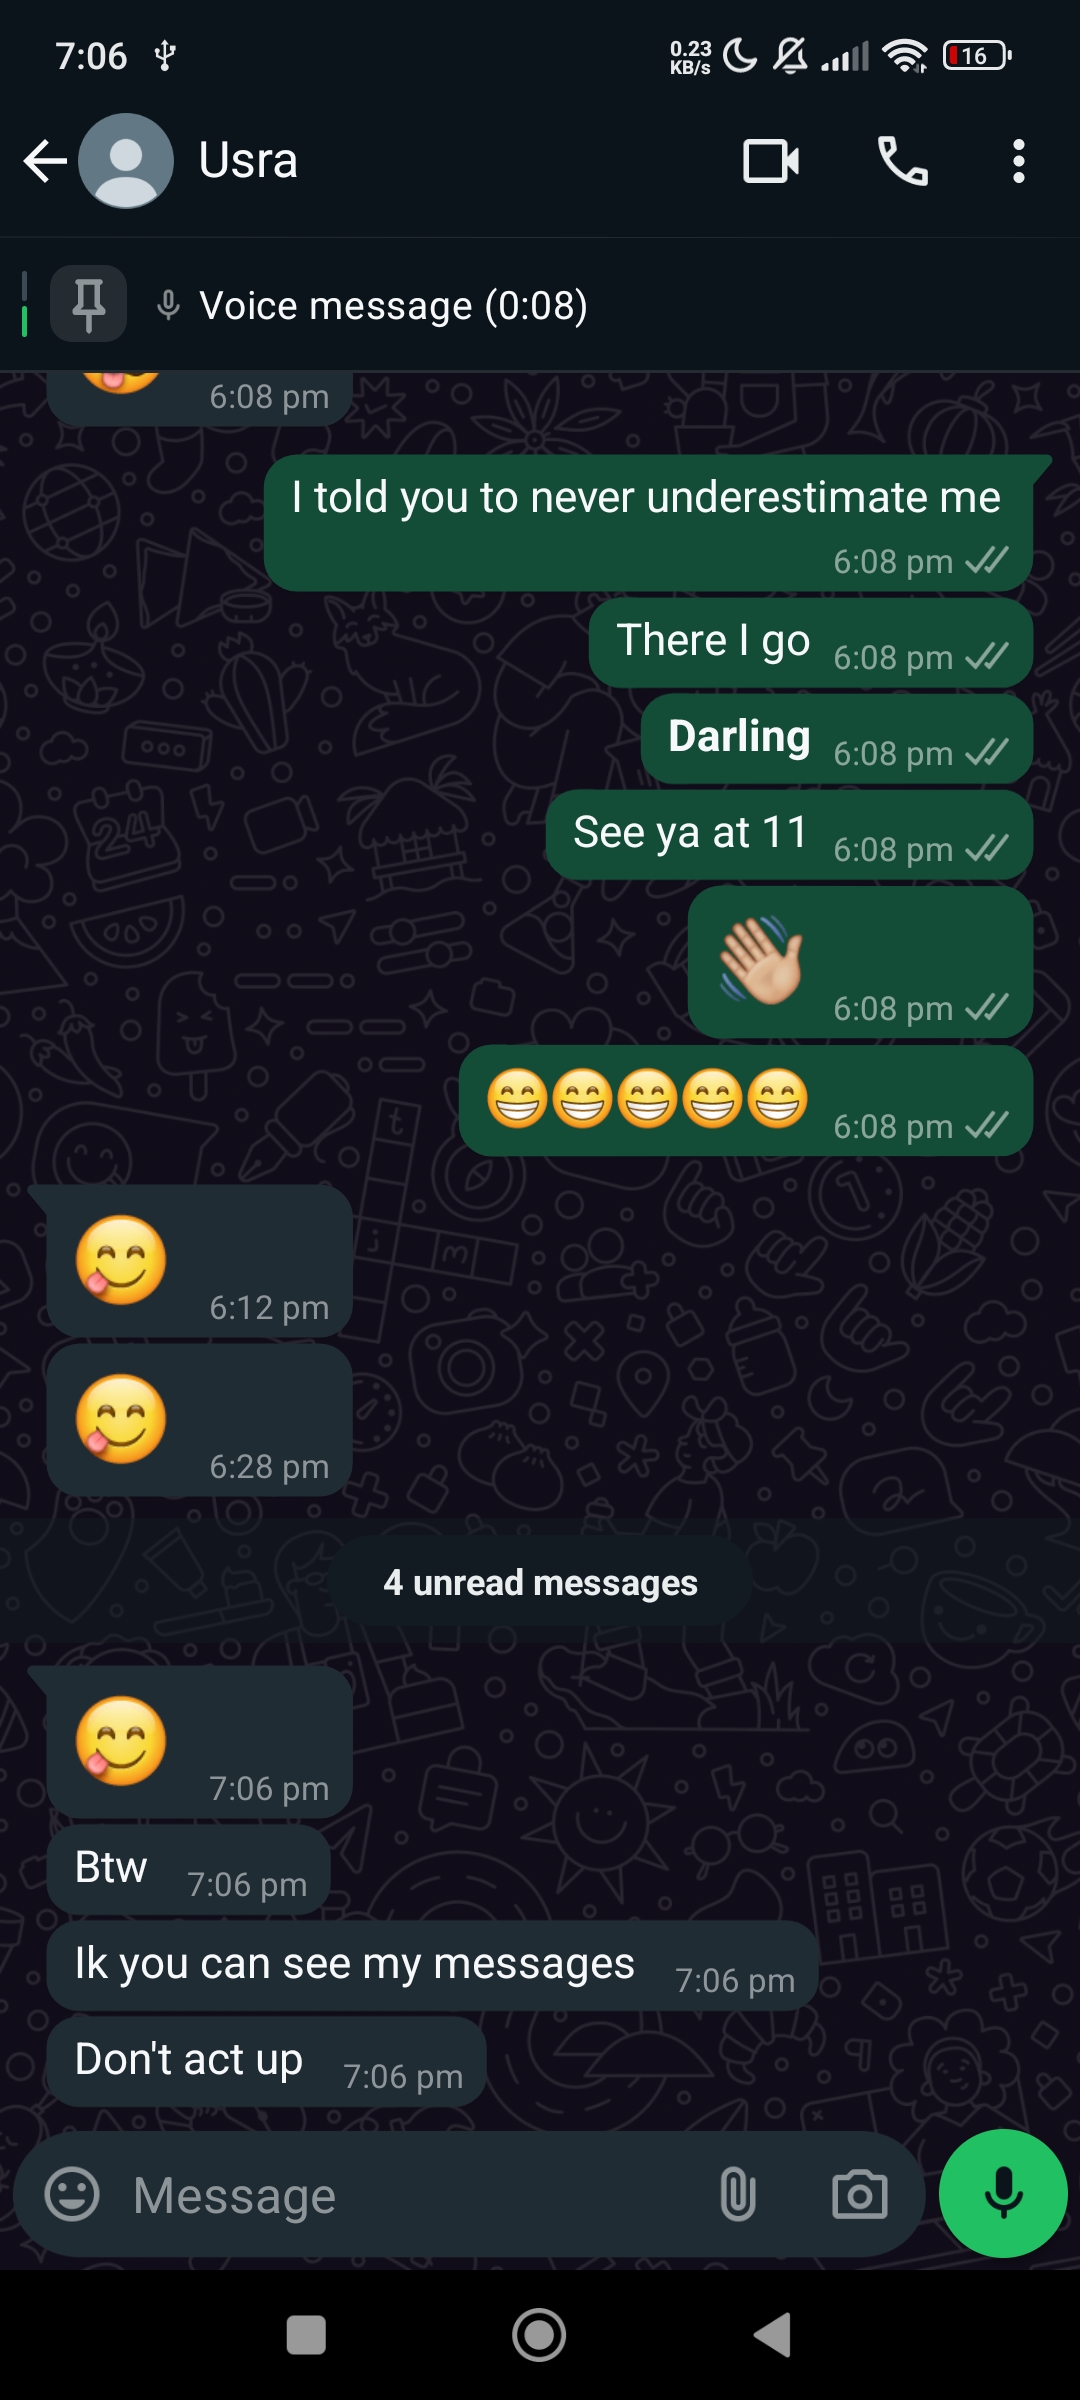 7:06 0.23 KB/s 16
Usra
Voice message (0:08)
😋 6:08 pm
I told you to never underestimate me
6:08 pm
There I go 6:08 pm
Darling 6:08 pm
See ya at 11 6:08 pm
👋🏼 6:08 pm
😁😁😁😁😁 6:08 pm
😋 6:12 pm
😋 6:28 pm
4 unread messages
😋 7:06 pm
Btw 7:06 pm
Ik you can see my messages 7:06 pm
Don't act up 7:06 pm
Message